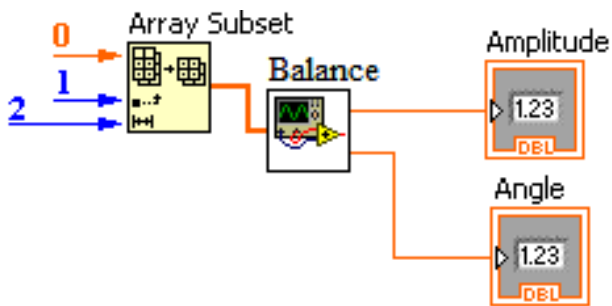 Array Subset
0
1
2
Balance
Amplitude
1.23
DBL
Angle
1.23
DBL